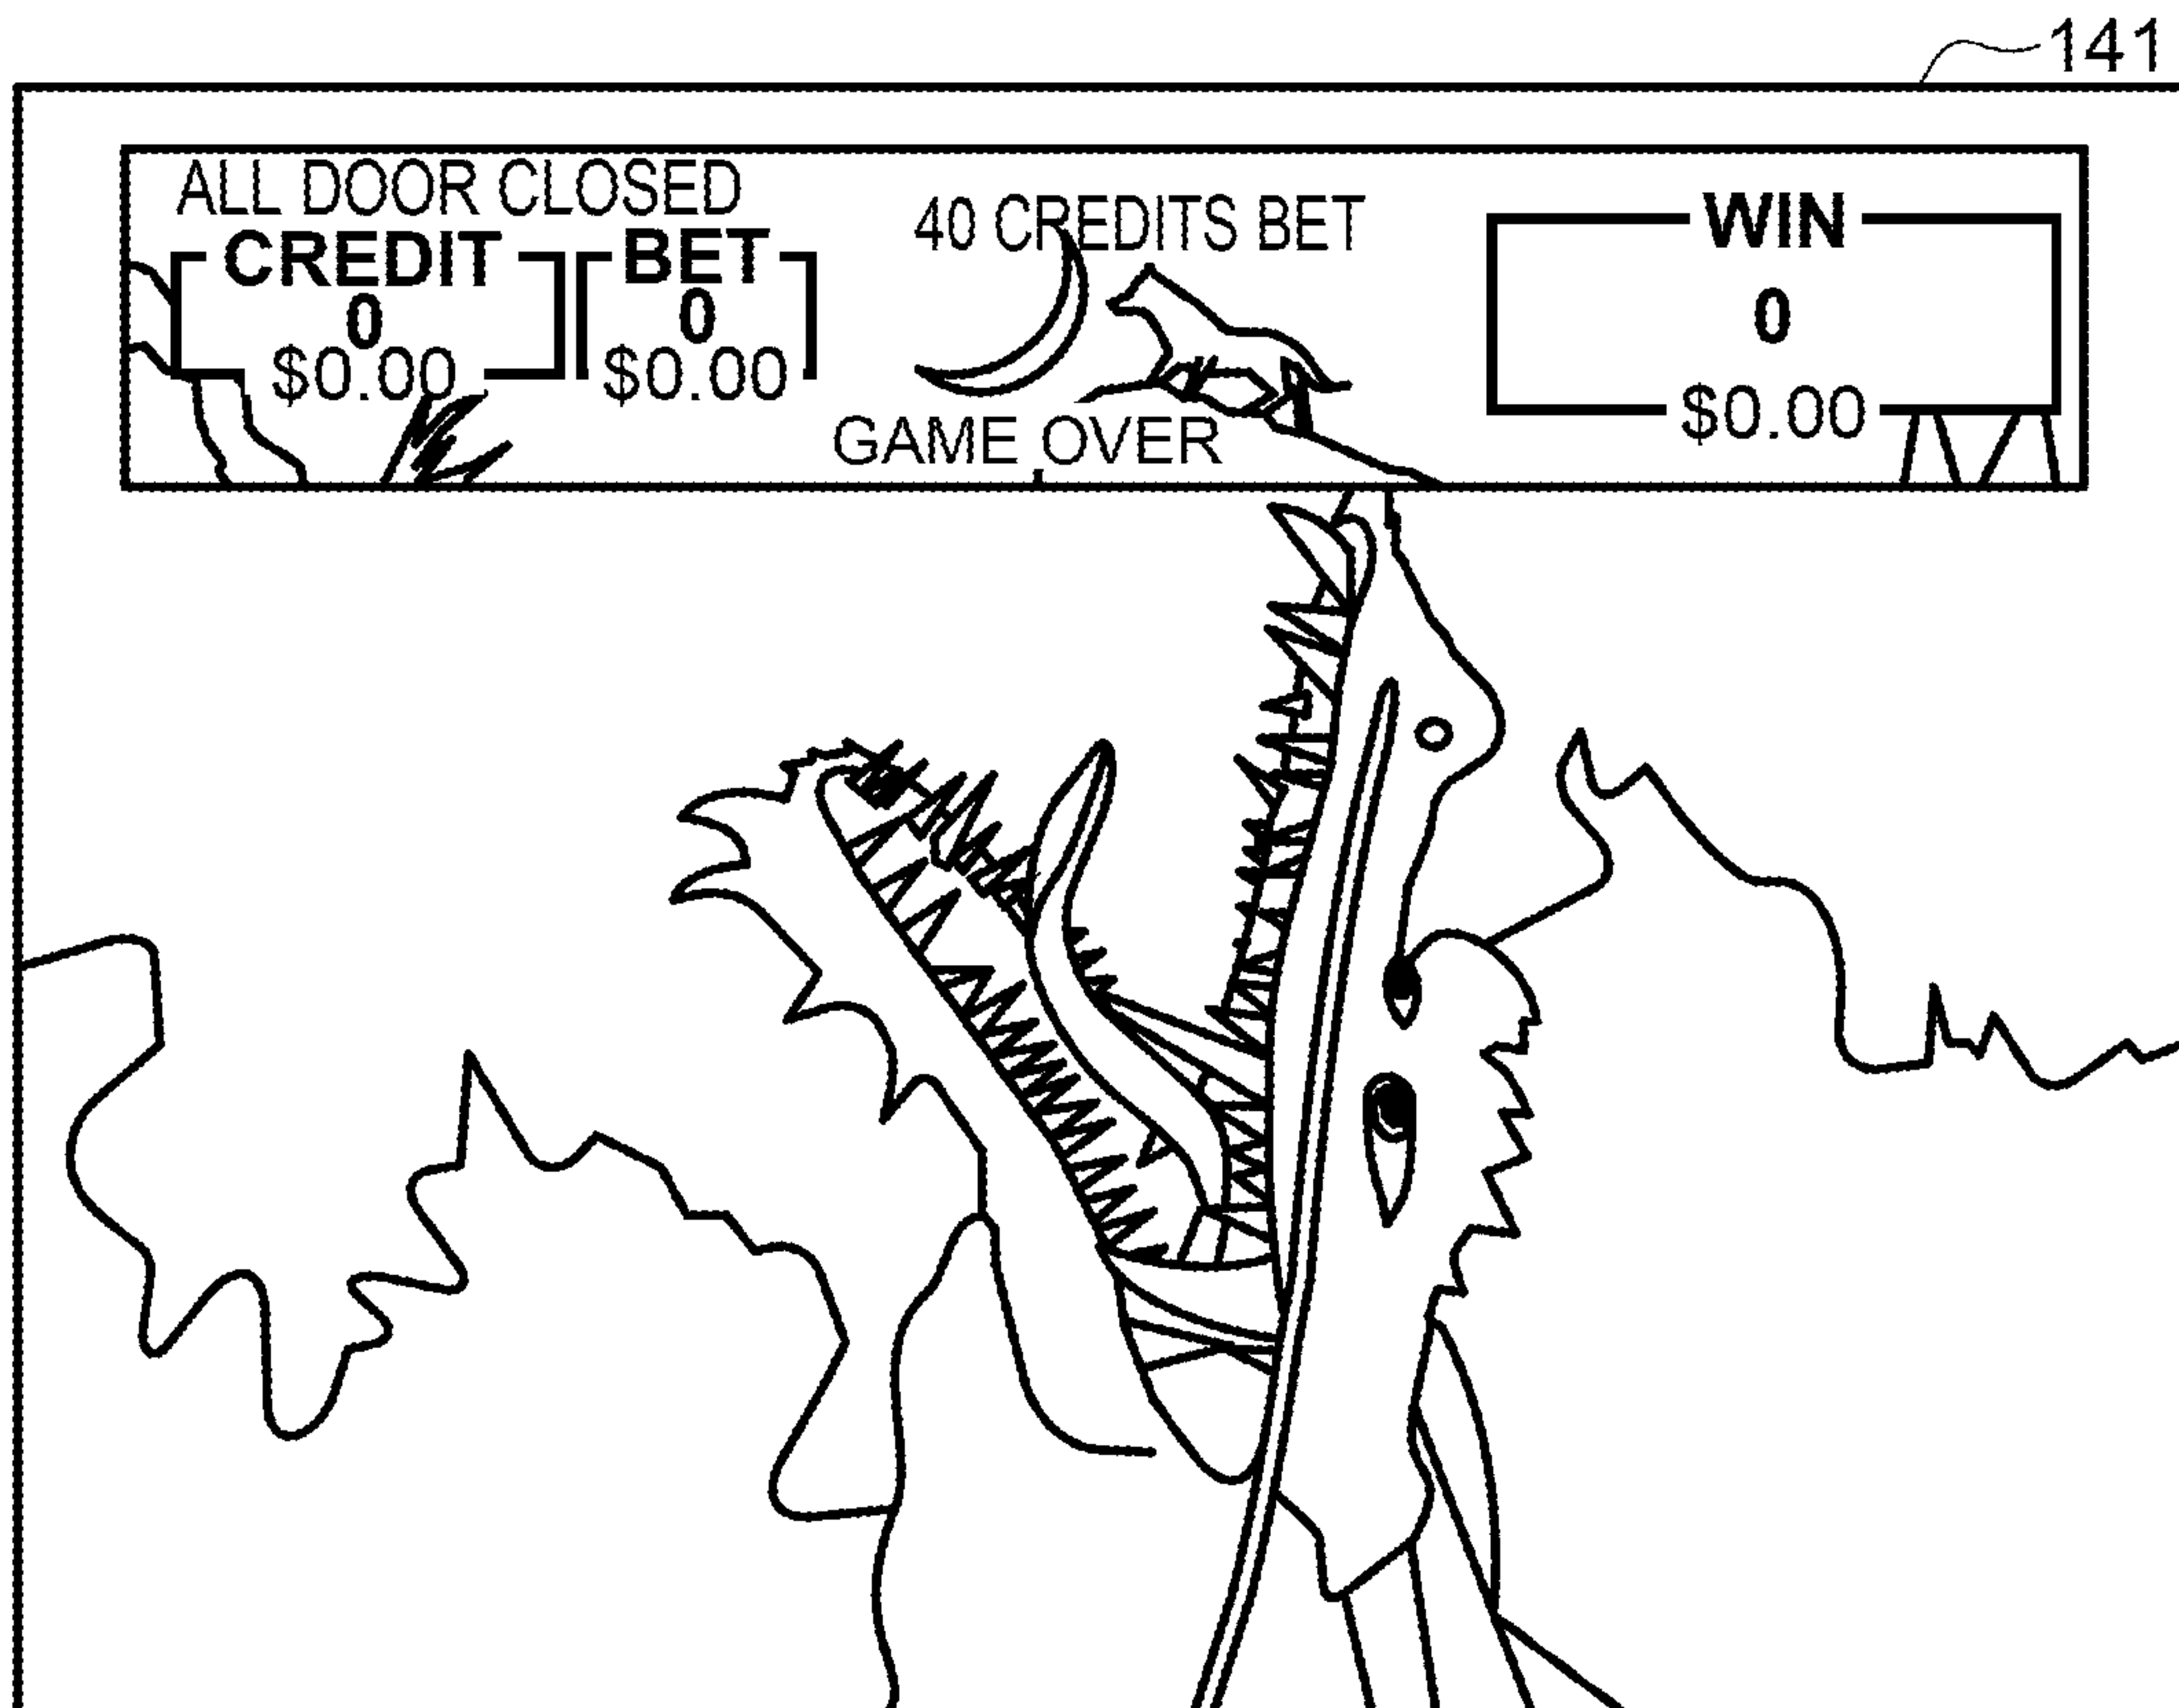 141
ALL DOOR CLOSED
40 CREDITS BET
WIN
CREDIT
BET
0
0
0
$0.00
$0.00
$0.00
GAME OVER